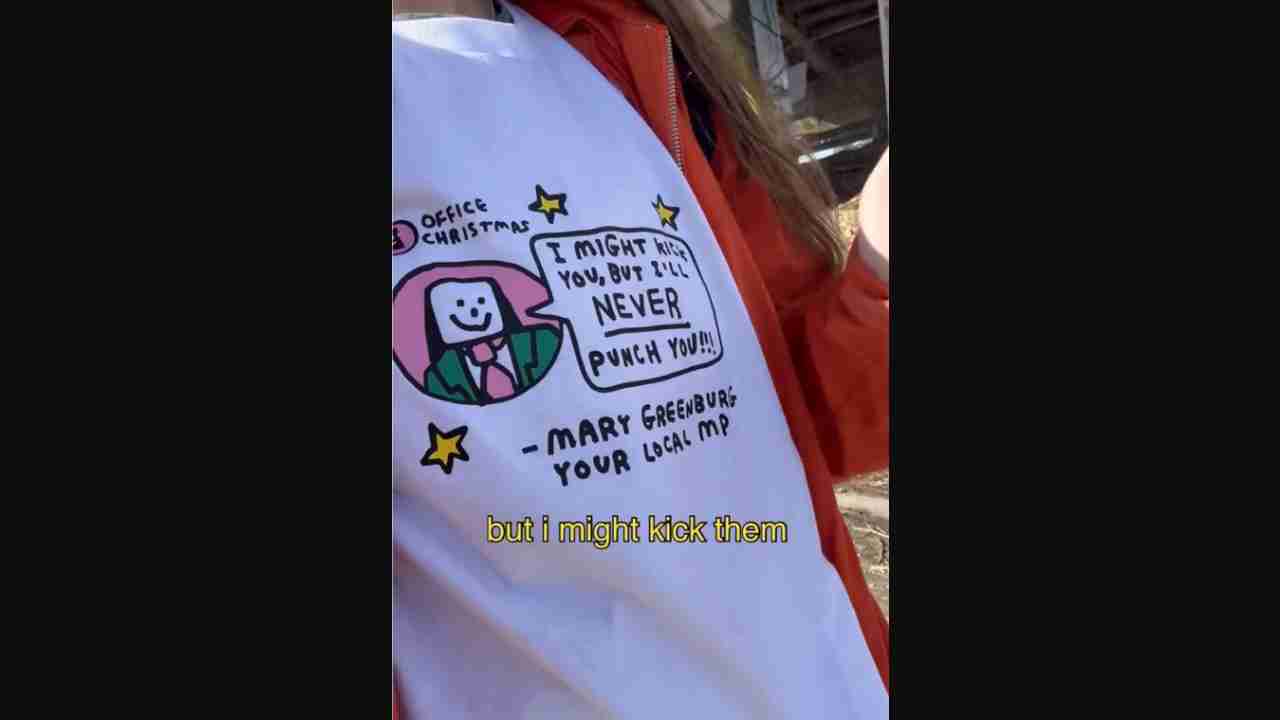 OFFICE
CHRISTMAS
I MIGHT KICK
YOU, BUT I'LL
NEVER
PUNCH YOU!!!
-MARY GREENBURG
YOUR LOCAL MP
but i might kick them